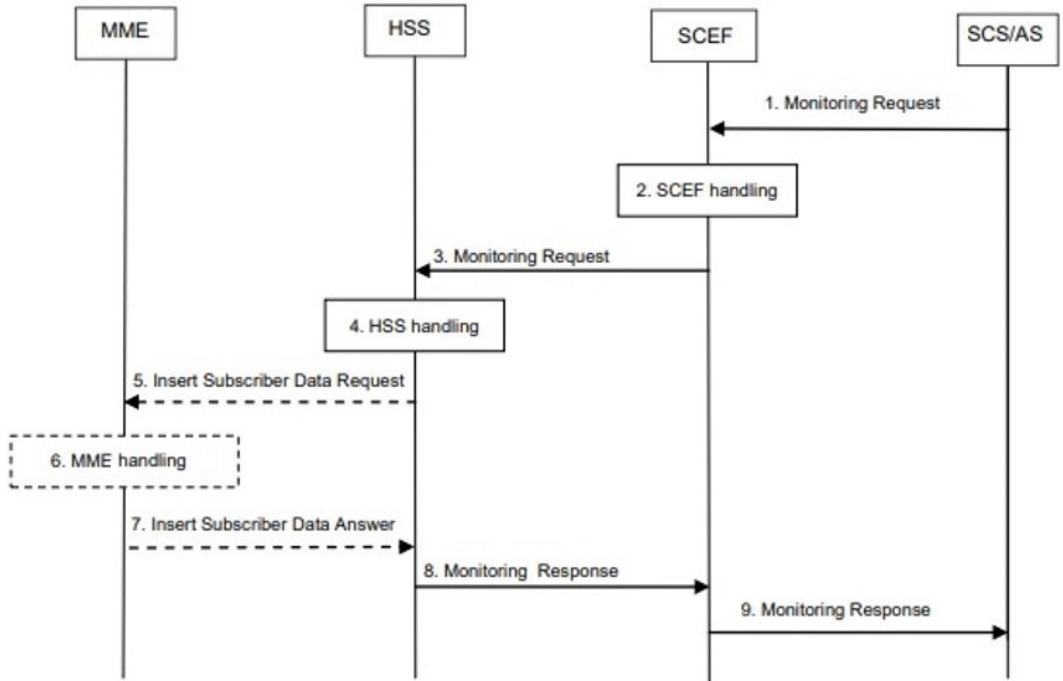 MME
HSS
SCEF
SCS/AS
1. Monitoring Request
2. SCEF handling
3. Monitoring Request
4. HSS handling
5. Insert Subscriber Data Request
6. MME handling
7. Insert Subscriber Data Answer
8. Monitoring Response
9. Monitoring Response